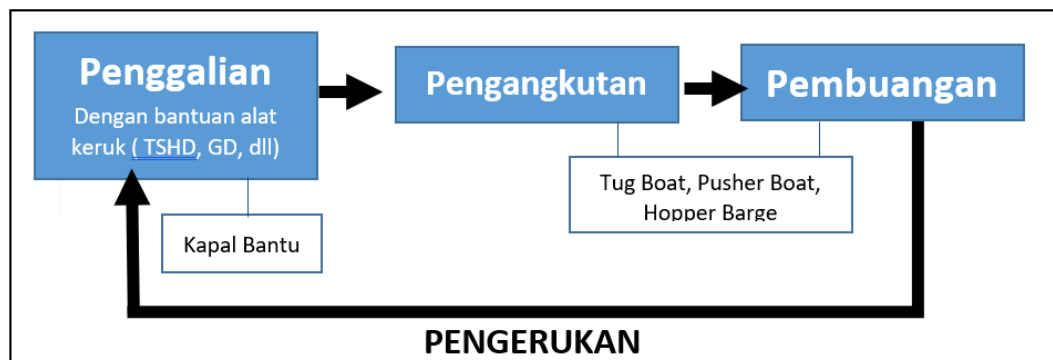 Penggalian
Dengan bantuan alat
keruk ( TSHD, GD, dll)
Pengangkutan
Pembuangan
Kapal Bantu
Tug Boat, Pusher Boat,
Hopper Barge
PENGERUKAN